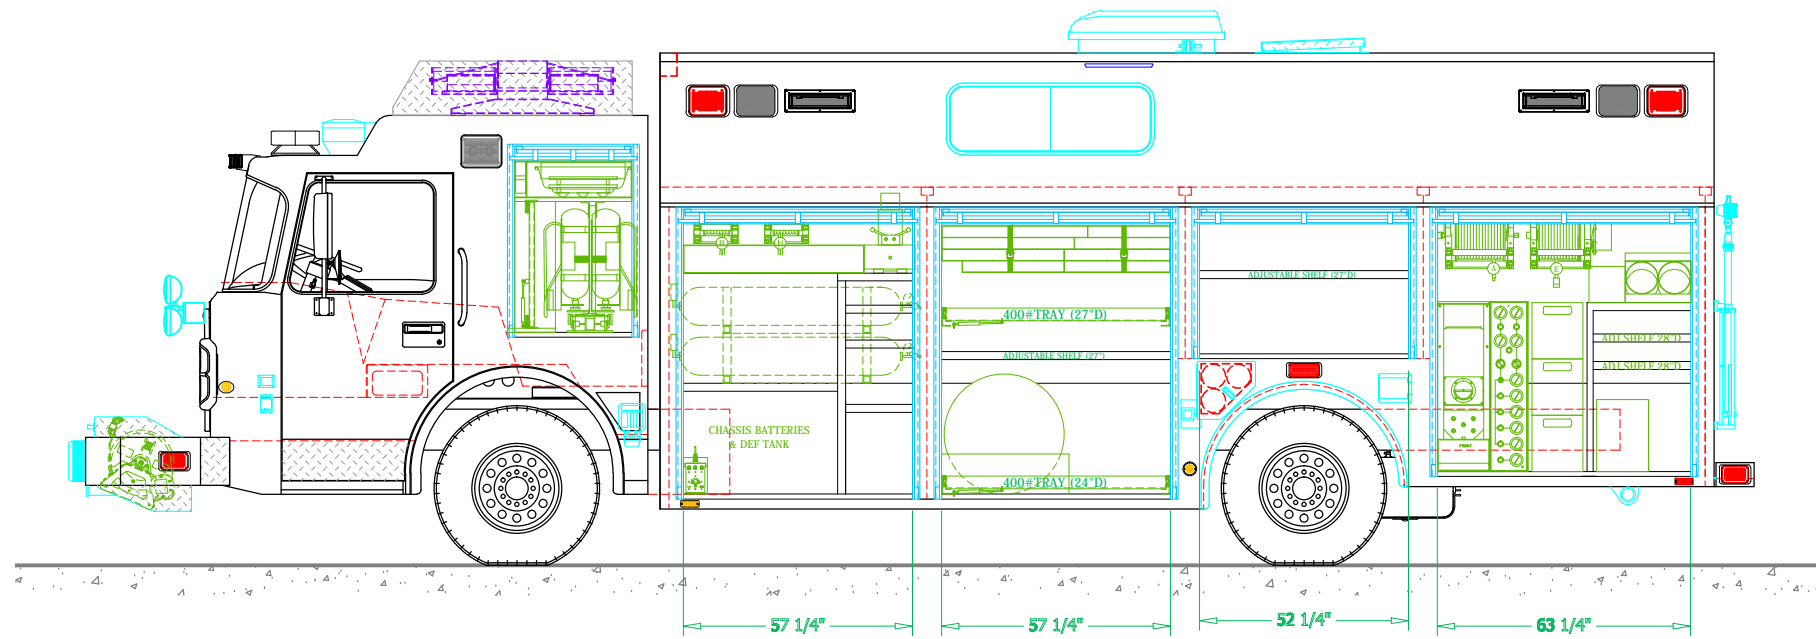 ADJUSTABLE SHELF (27"D)
A
E
H
H
400#TRAY (27"D)
ADJ SHELF 28"D
ADJUSTABLE SHELF (27")
ADJ SHELF 28"D
CHASSIS BATTERIES
& DEF TANK
FRONT
400#TRAY (24"D)
57 1/4"
57 1/4"
52 1/4"
63 1/4"